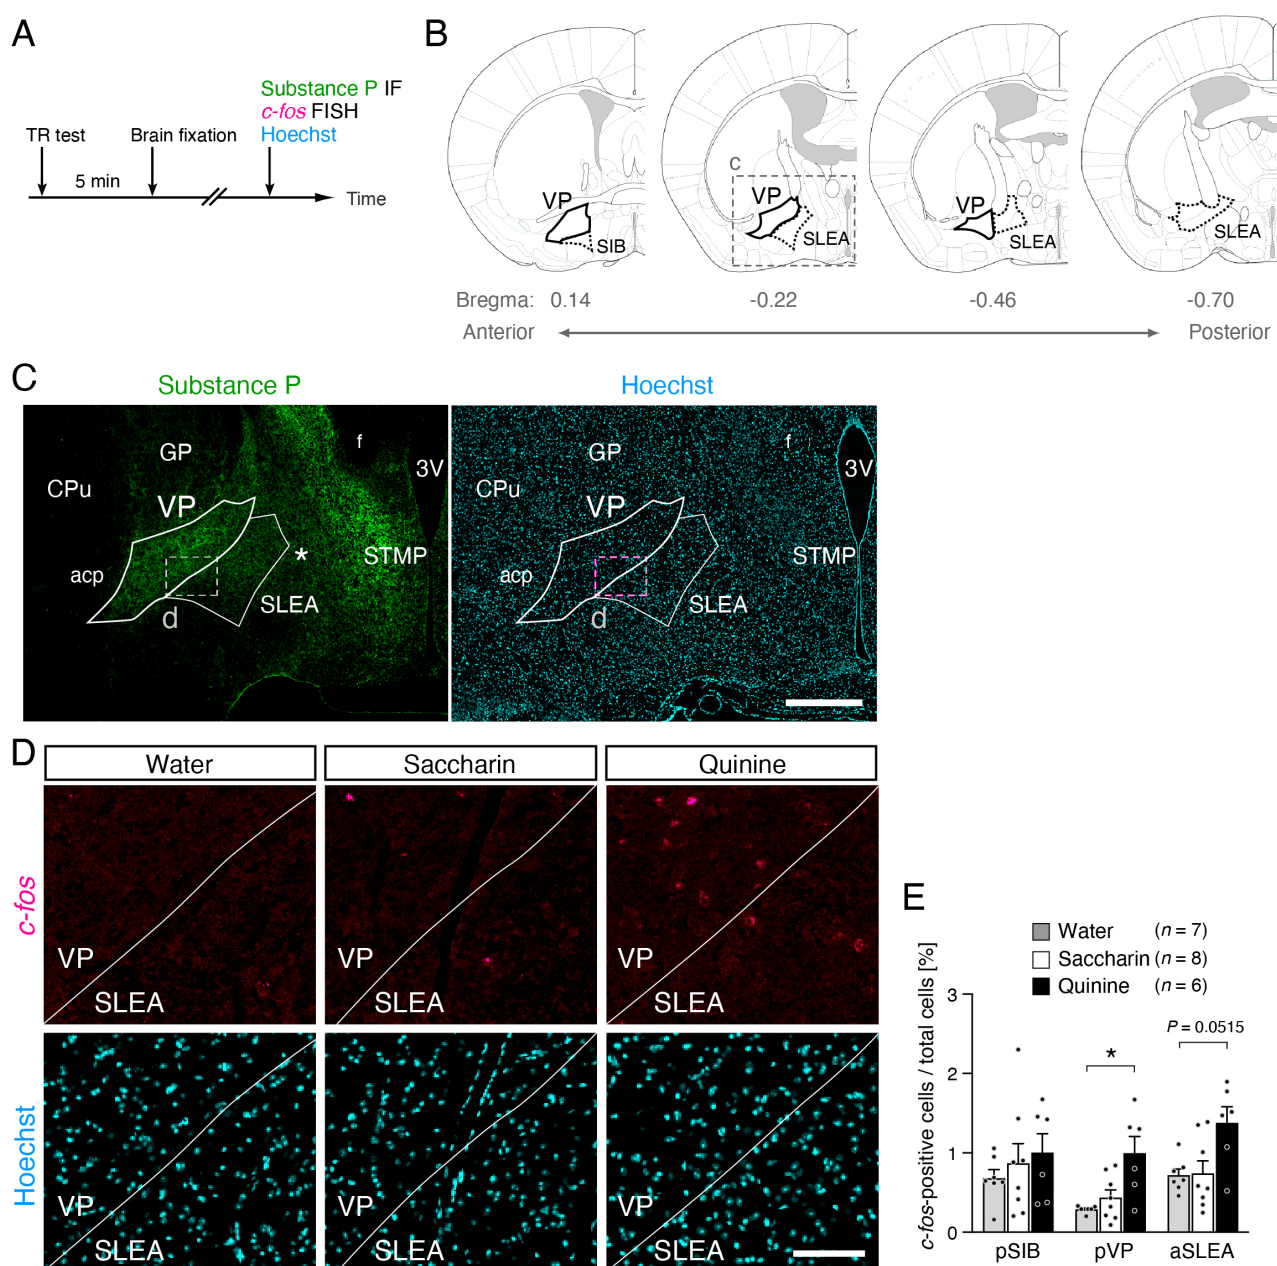 A
Substance P IF
c-fos FISH
Hoechst
TR test
Brain fixation
5 min
Time
B
VP
SIB
c
VP
SLEA
VP
SLEA
SLEA
Bregma: 0.14 -0.22 -0.46 -0.70
Anterior Posterior
C
Substance P
Hoechst
GP
f
3V
CPu
VP
*
STMP
acp
SLEA
d
GP
f
3V
CPu
VP
STMP
acp
SLEA
d
D
Water Saccharin Quinine
c-fos
VP
SLEA
VP
SLEA
VP
SLEA
Hoechst
VP
SLEA
VP
SLEA
VP
SLEA
E
Water (n = 7)
Saccharin (n = 8)
Quinine (n = 6)
c-fos-positive cells / total cells [%]
3
2
1
0
*
P = 0.0515
pSIB pVP aSLEA